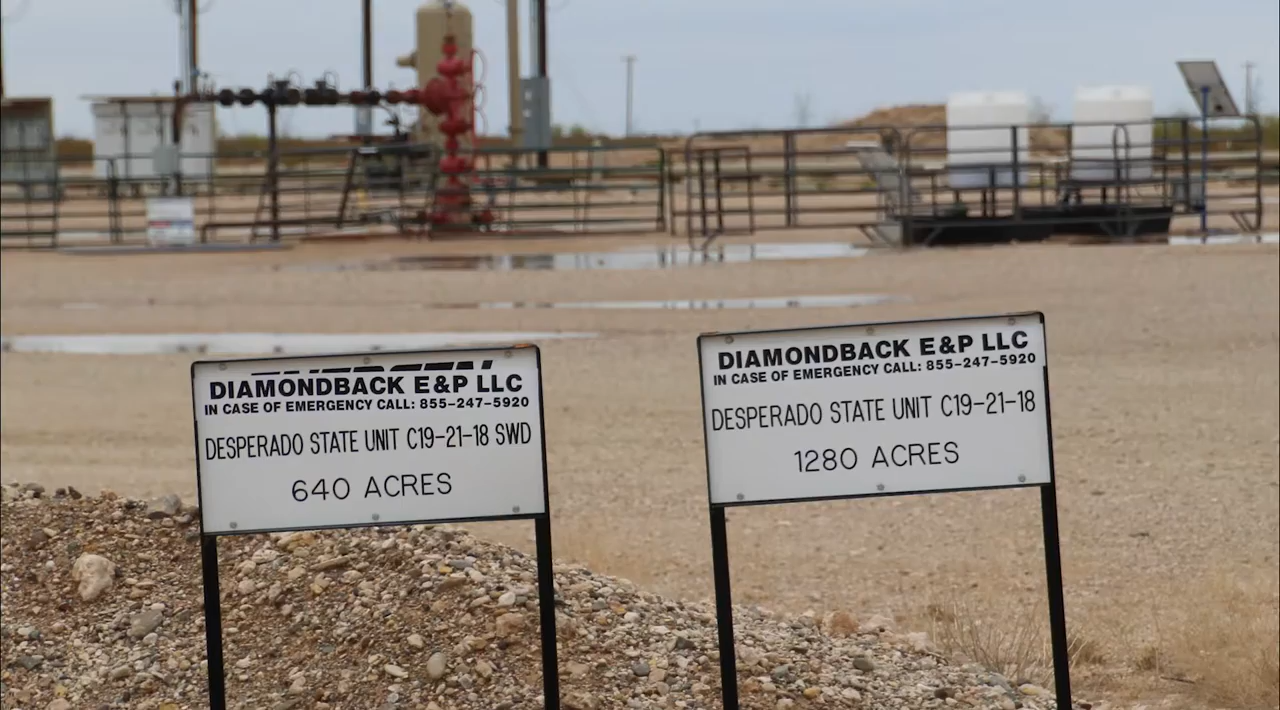 DIAMONDBACK E&P LLC
IN CASE OF EMERGENCY CALL: 855-247-5920
DESPERADO STATE UNIT C19-21-18 SWD
640 ACRES
DIAMONDBACK E&P LLC
IN CASE OF EMERGENCY CALL: 855-247-5920
DESPERADO STATE UNIT C19-21-18
1280 ACRES